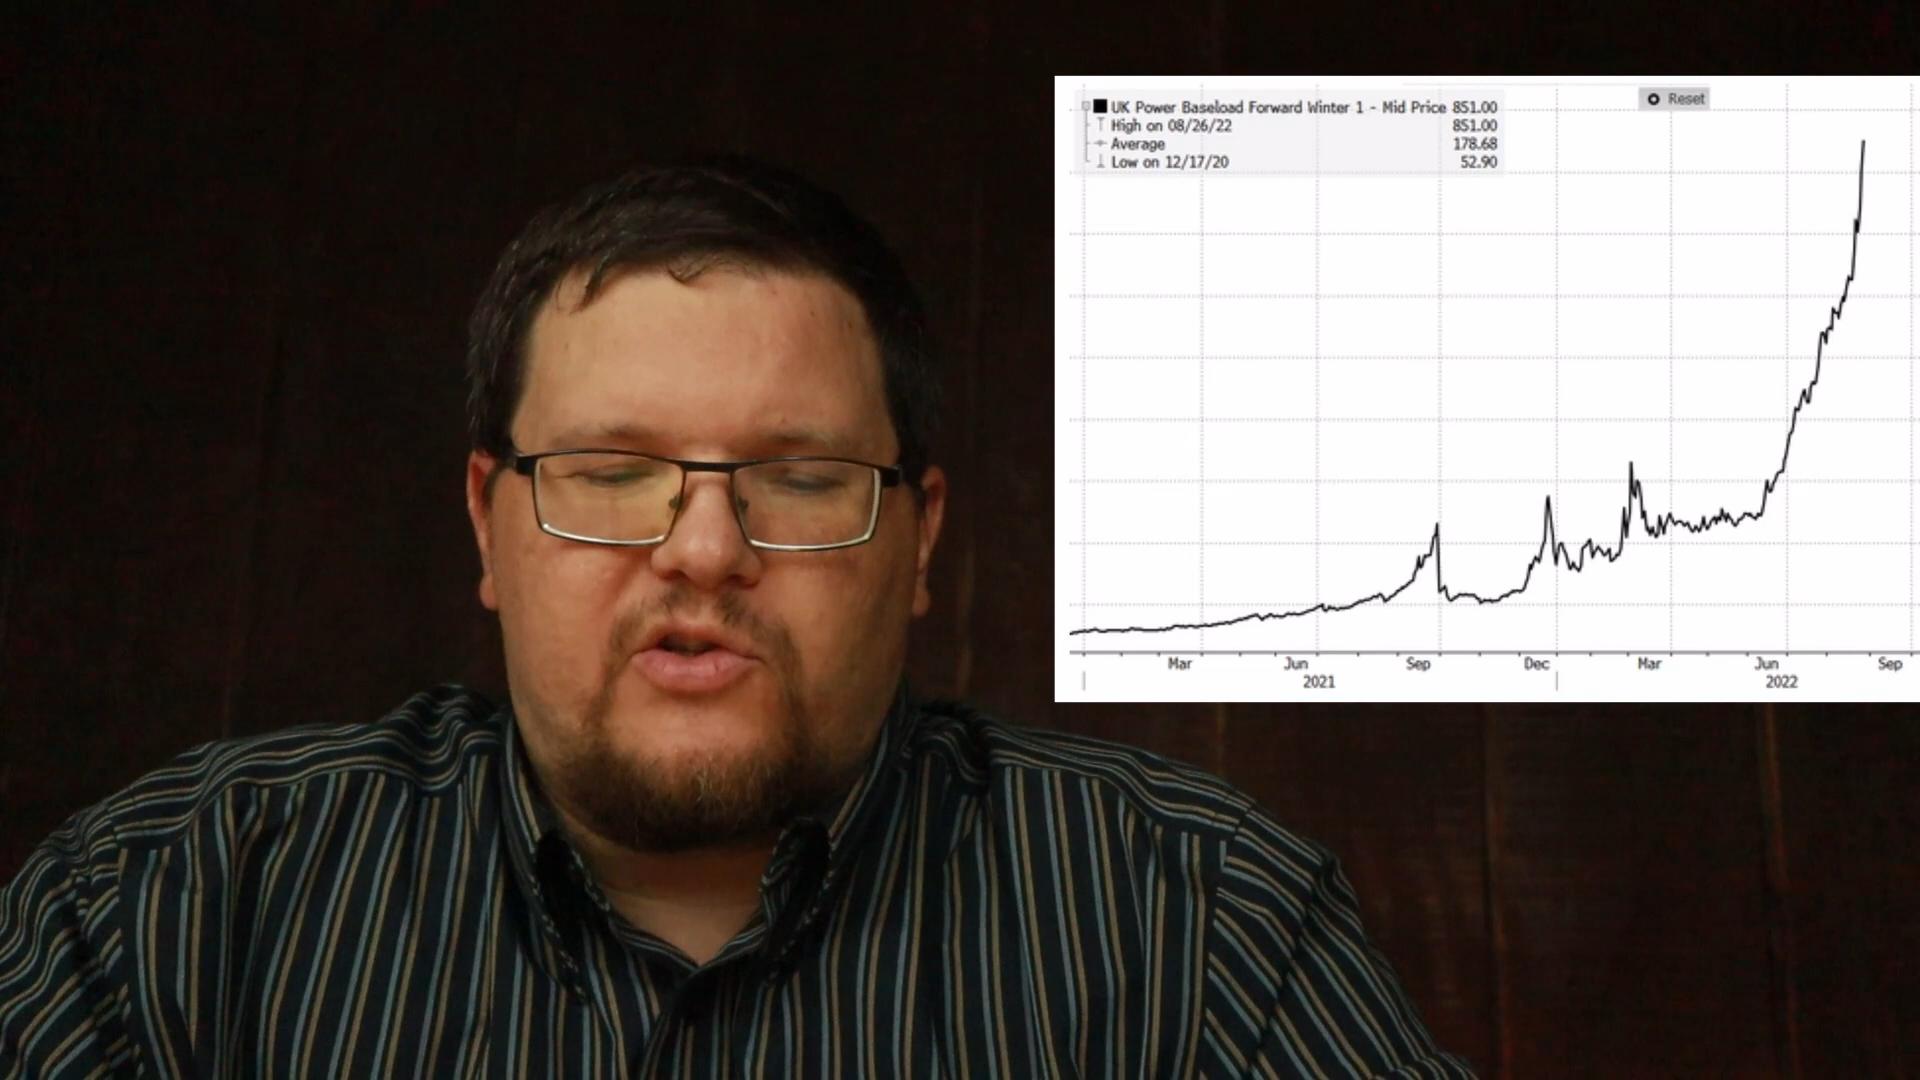 UK Power Baseload Forward Winter 1 - Mid Price 851.00
High on 08/26/22 851.00
Average 178.68
Low on 12/17/20 52.90
Reset
Mar Jun Sep Dec Mar Jun Sep
2021 2022